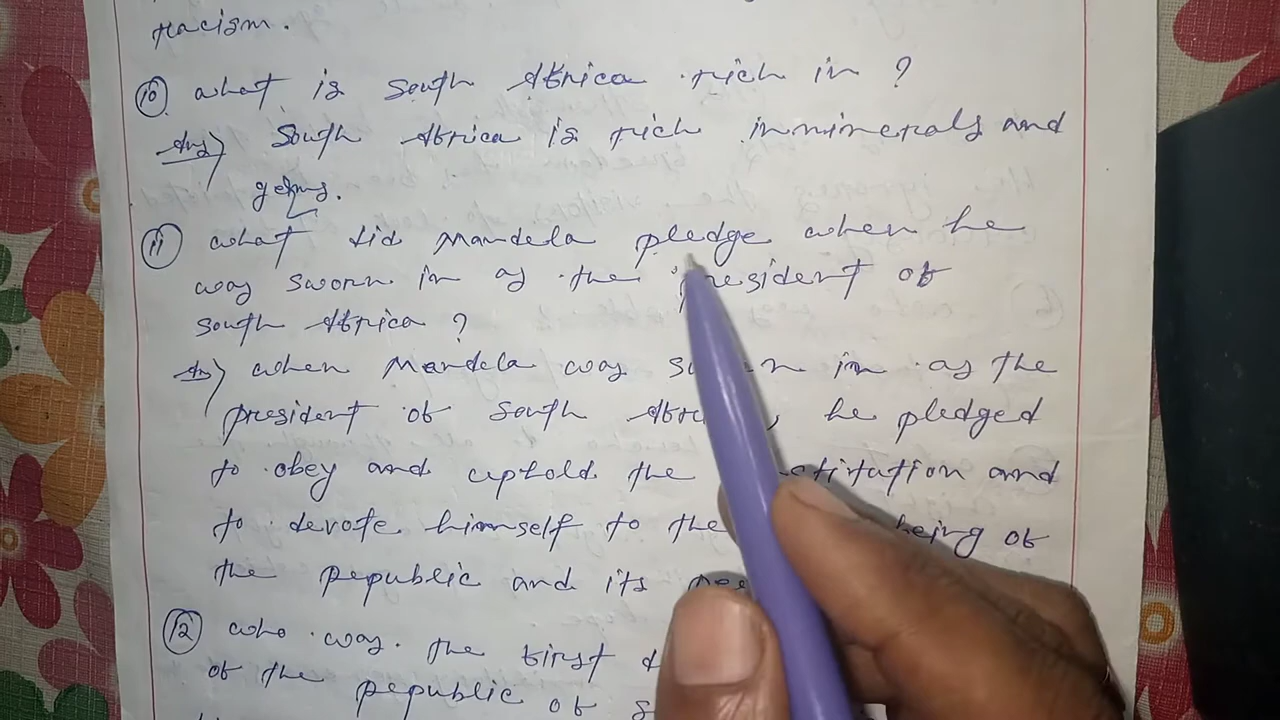 racism.
10 What is South Africa rich in ?
Ans) South Africa is rich in minerals and
gems.
11 What did Mandela pledge when he
was sworn in as the president of
South Africa ?
Ans) When Mandela was in as the
president of South , he pledged
to obey and uphold the and
to devote himself to the being of
the Republic and its
12 Who was the first
of the Republic of